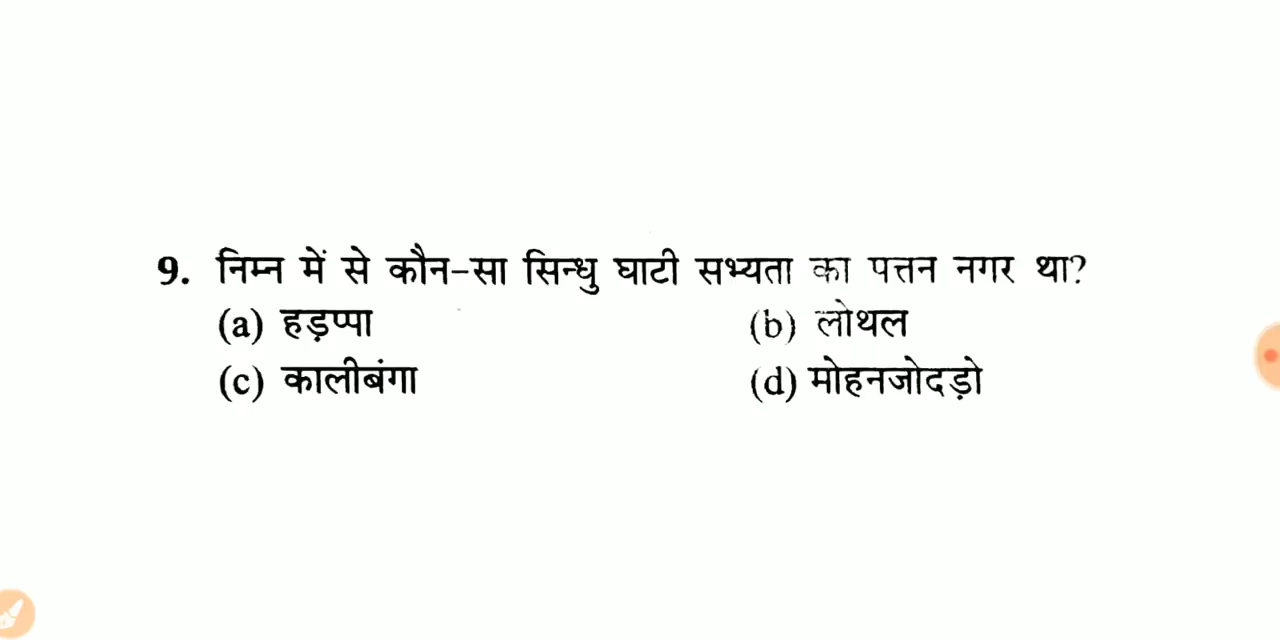 9. निम्न में से कौन-सा सिन्धु घाटी सभ्यता का पत्तन नगर था?
(a) हड़प्पा (b) लोथल
(c) कालीबंगा (d) मोहनजोदड़ो